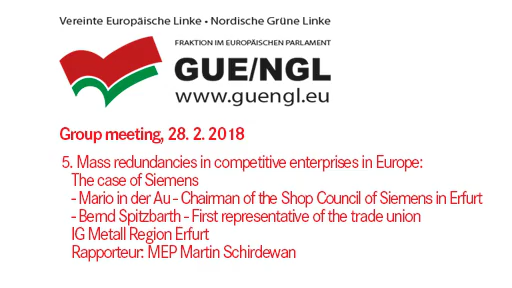 Vereinte Europäische Linke • Nordische Grüne Linke
FRAKTION IM EUROPÄISCHEN PARLAMENT
GUE/NGL
www.guengl.eu
Group meeting, 28. 2. 2018
5. Mass redundancies in competitive enterprises in Europe:
The case of Siemens
- Mario in der Au - Chairman of the Shop Council of Siemens in Erfurt
- Bernd Spitzbarth - First representative of the trade union
IG Metall Region Erfurt
Rapporteur: MEP Martin Schirdewan